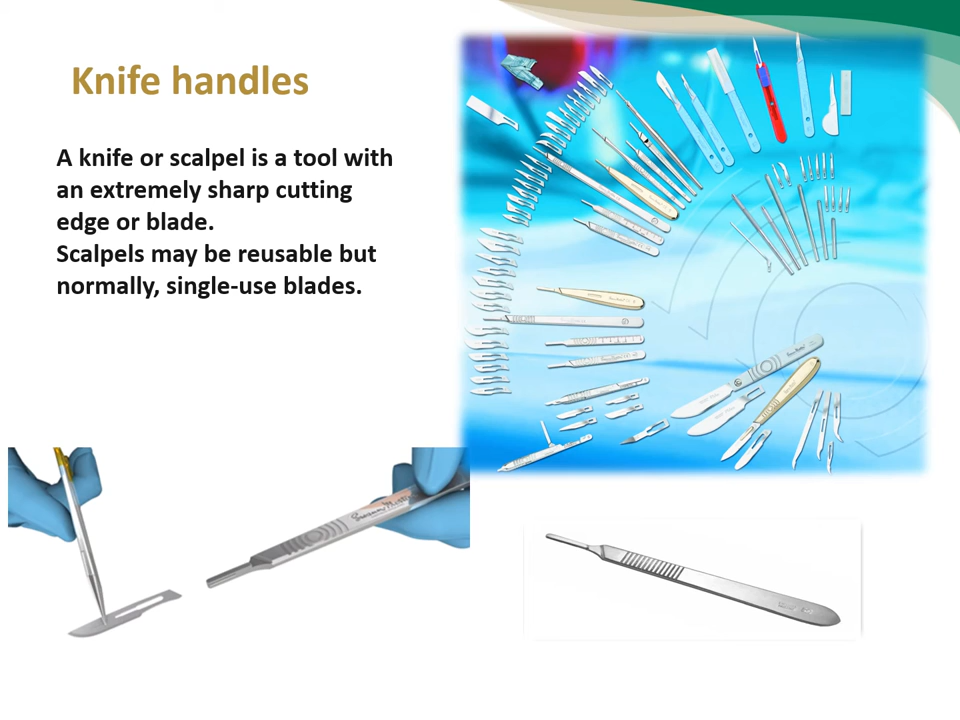 Knife handles
A knife or scalpel is a tool with
an extremely sharp cutting
edge or blade.
Scalpels may be reusable but
normally, single-use blades.